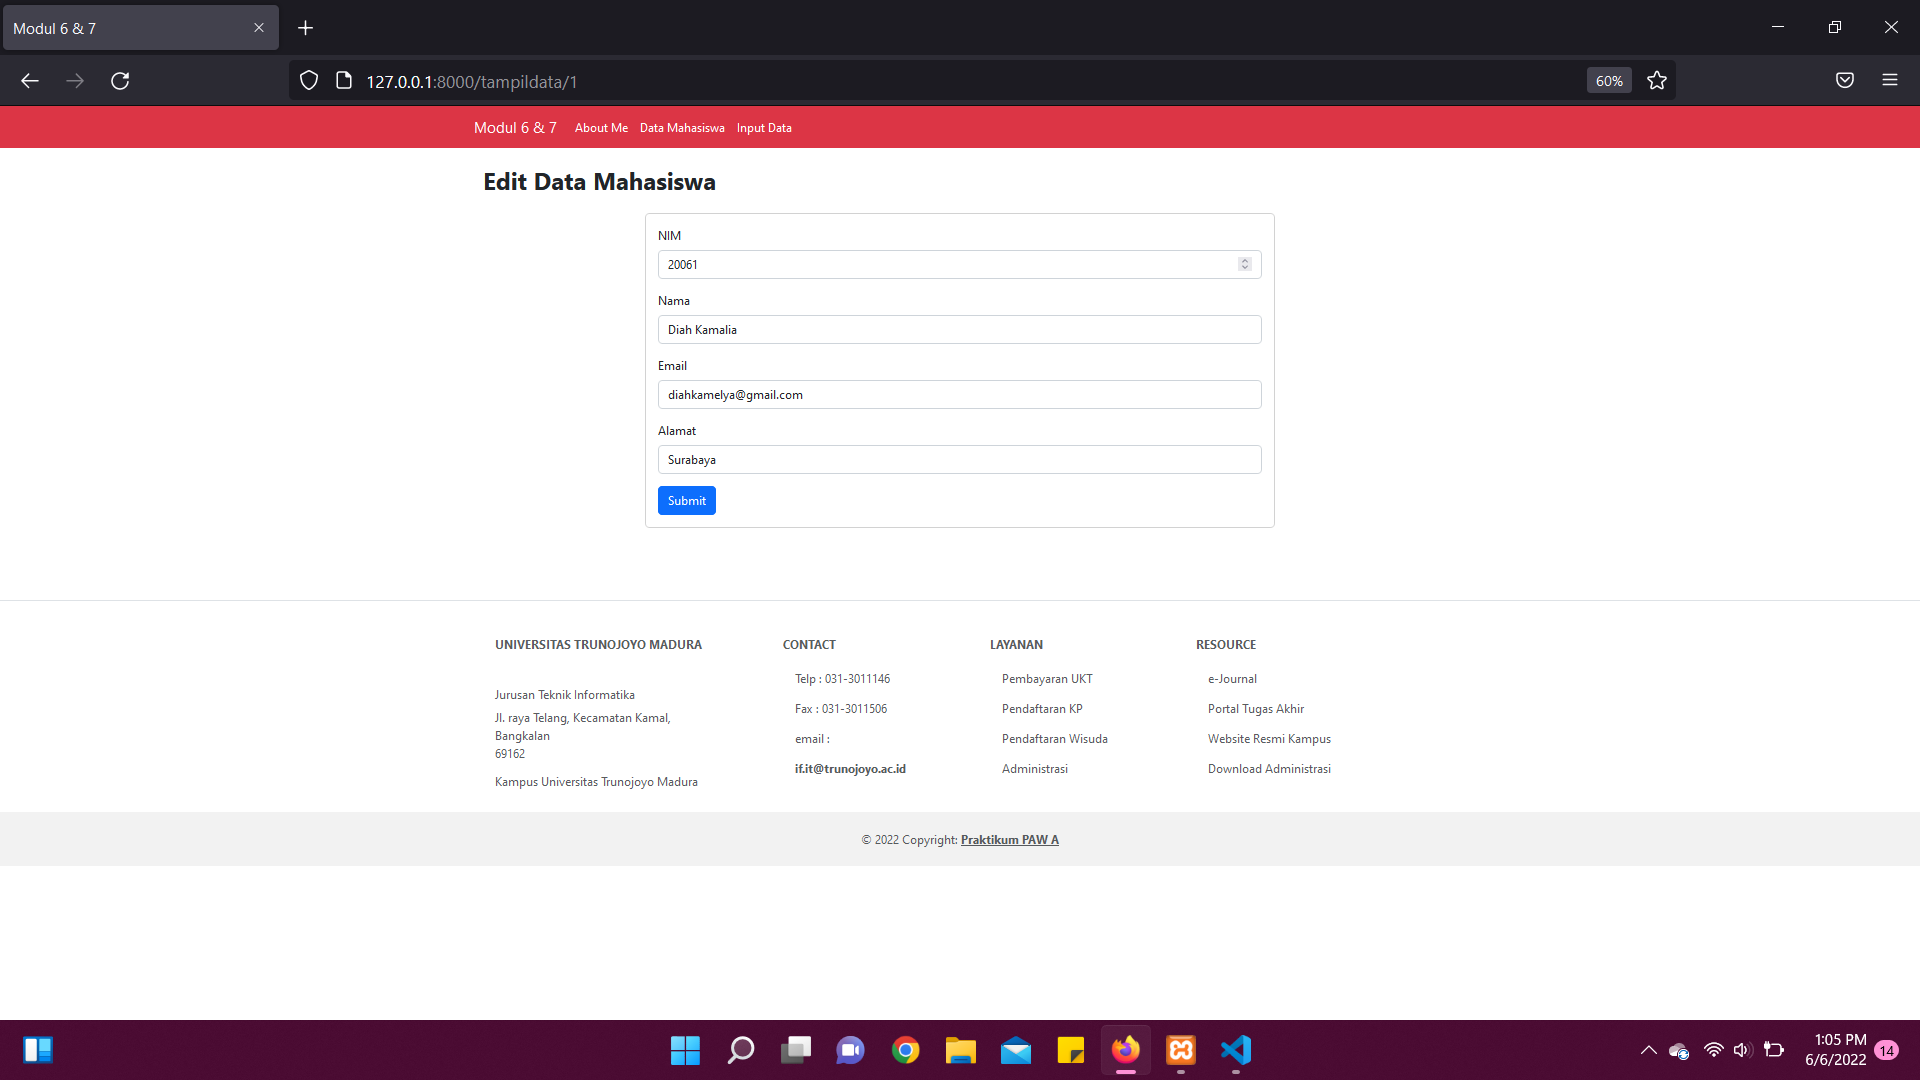 Modul 6 & 7
127.0.0.1:8000/tampildata/1
60%
Modul 6 & 7 About Me Data Mahasiswa Input Data
Edit Data Mahasiswa
NIM
20061
Nama
Diah Kamalia
Email
diahkamelya@gmail.com
Alamat
Surabaya
Submit
UNIVERSITAS TRUNOJOYO MADURA
Jurusan Teknik Informatika
Jl. raya Telang, Kecamatan Kamal,
Bangkalan
69162
Kampus Universitas Trunojoyo Madura
CONTACT
Telp : 031-3011146
Fax : 031-3011506
email :
if.it@trunojoyo.ac.id
LAYANAN
Pembayaran UKT
Pendaftaran KP
Pendaftaran Wisuda
Administrasi
RESOURCE
e-Journal
Portal Tugas Akhir
Website Resmi Kampus
Download Administrasi
© 2022 Copyright: Praktikum PAW A
1:05 PM
6/6/2022
14